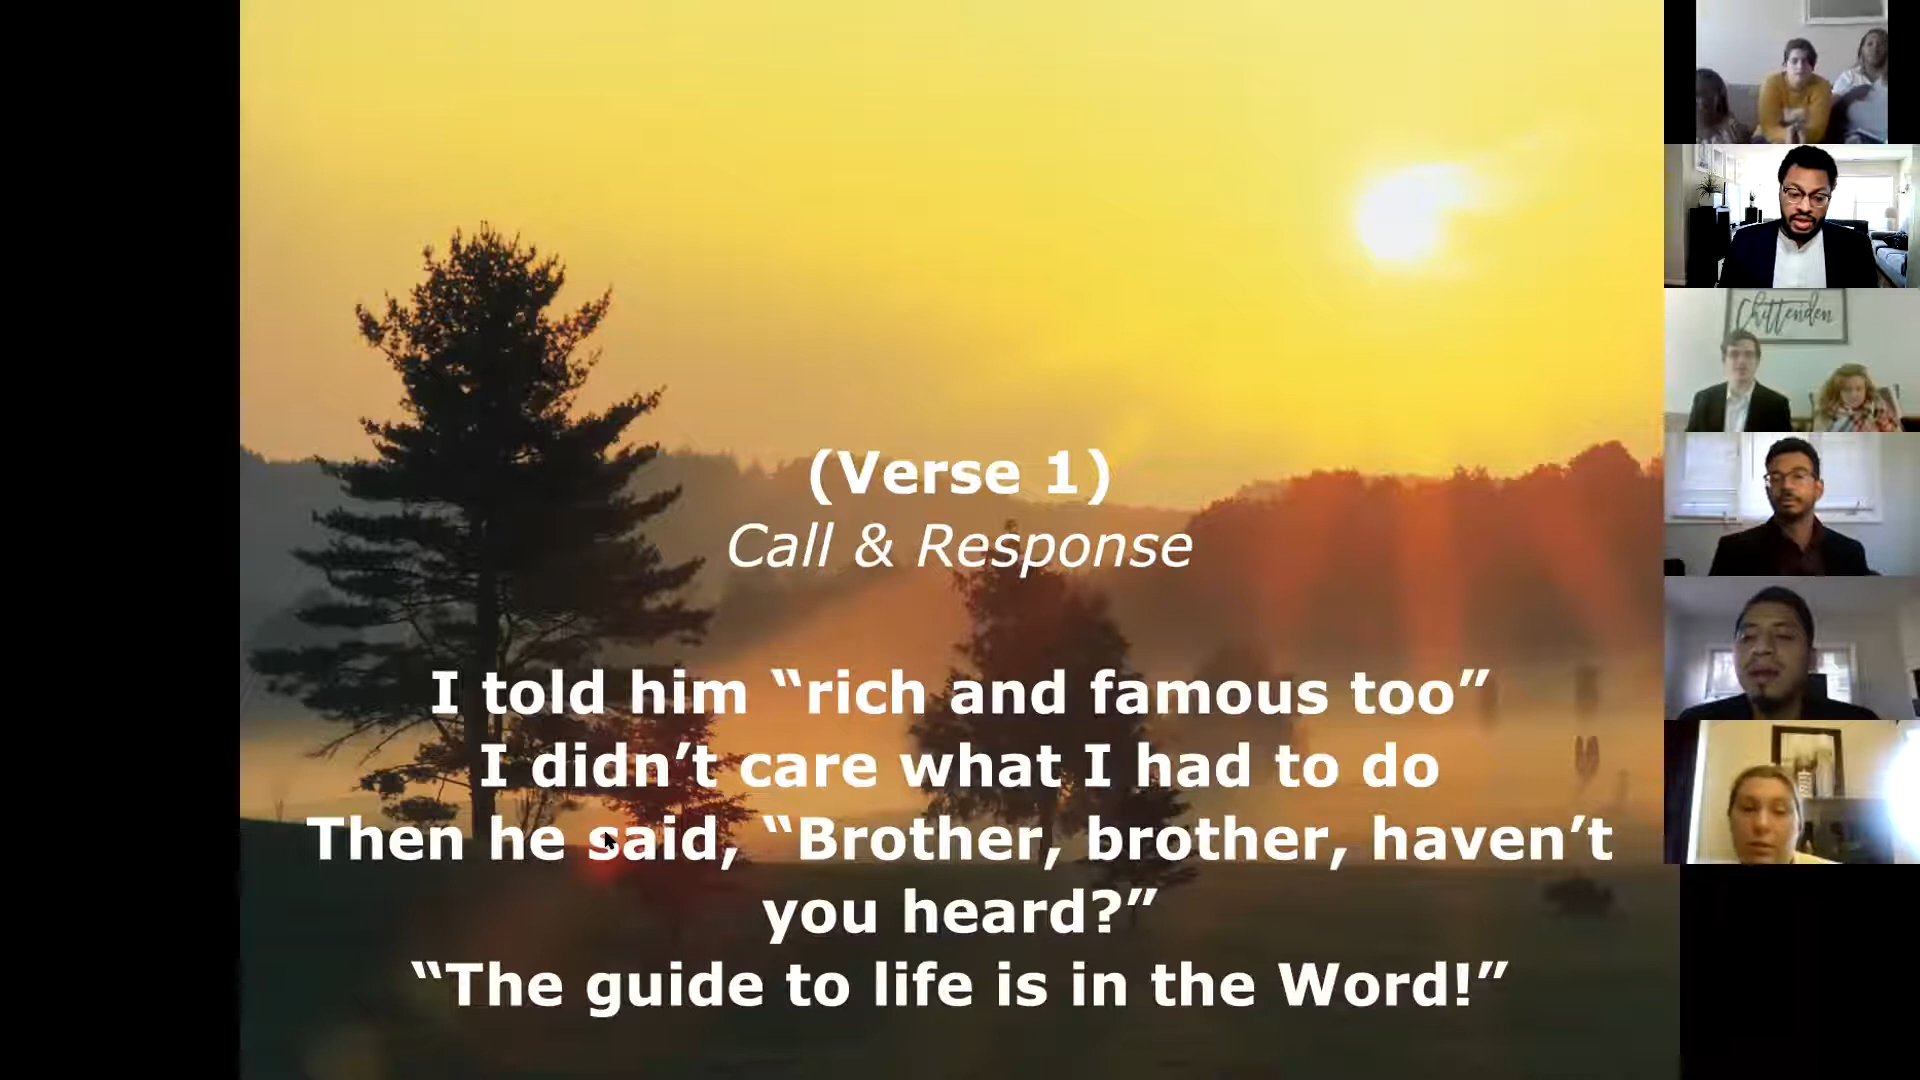 (Verse 1)
Call & Response
I told him “rich and famous too”
I didn’t care what I had to do
Then he said, “Brother, brother, haven’t
you heard?”
“The guide to life is in the Word!”
Chittenden